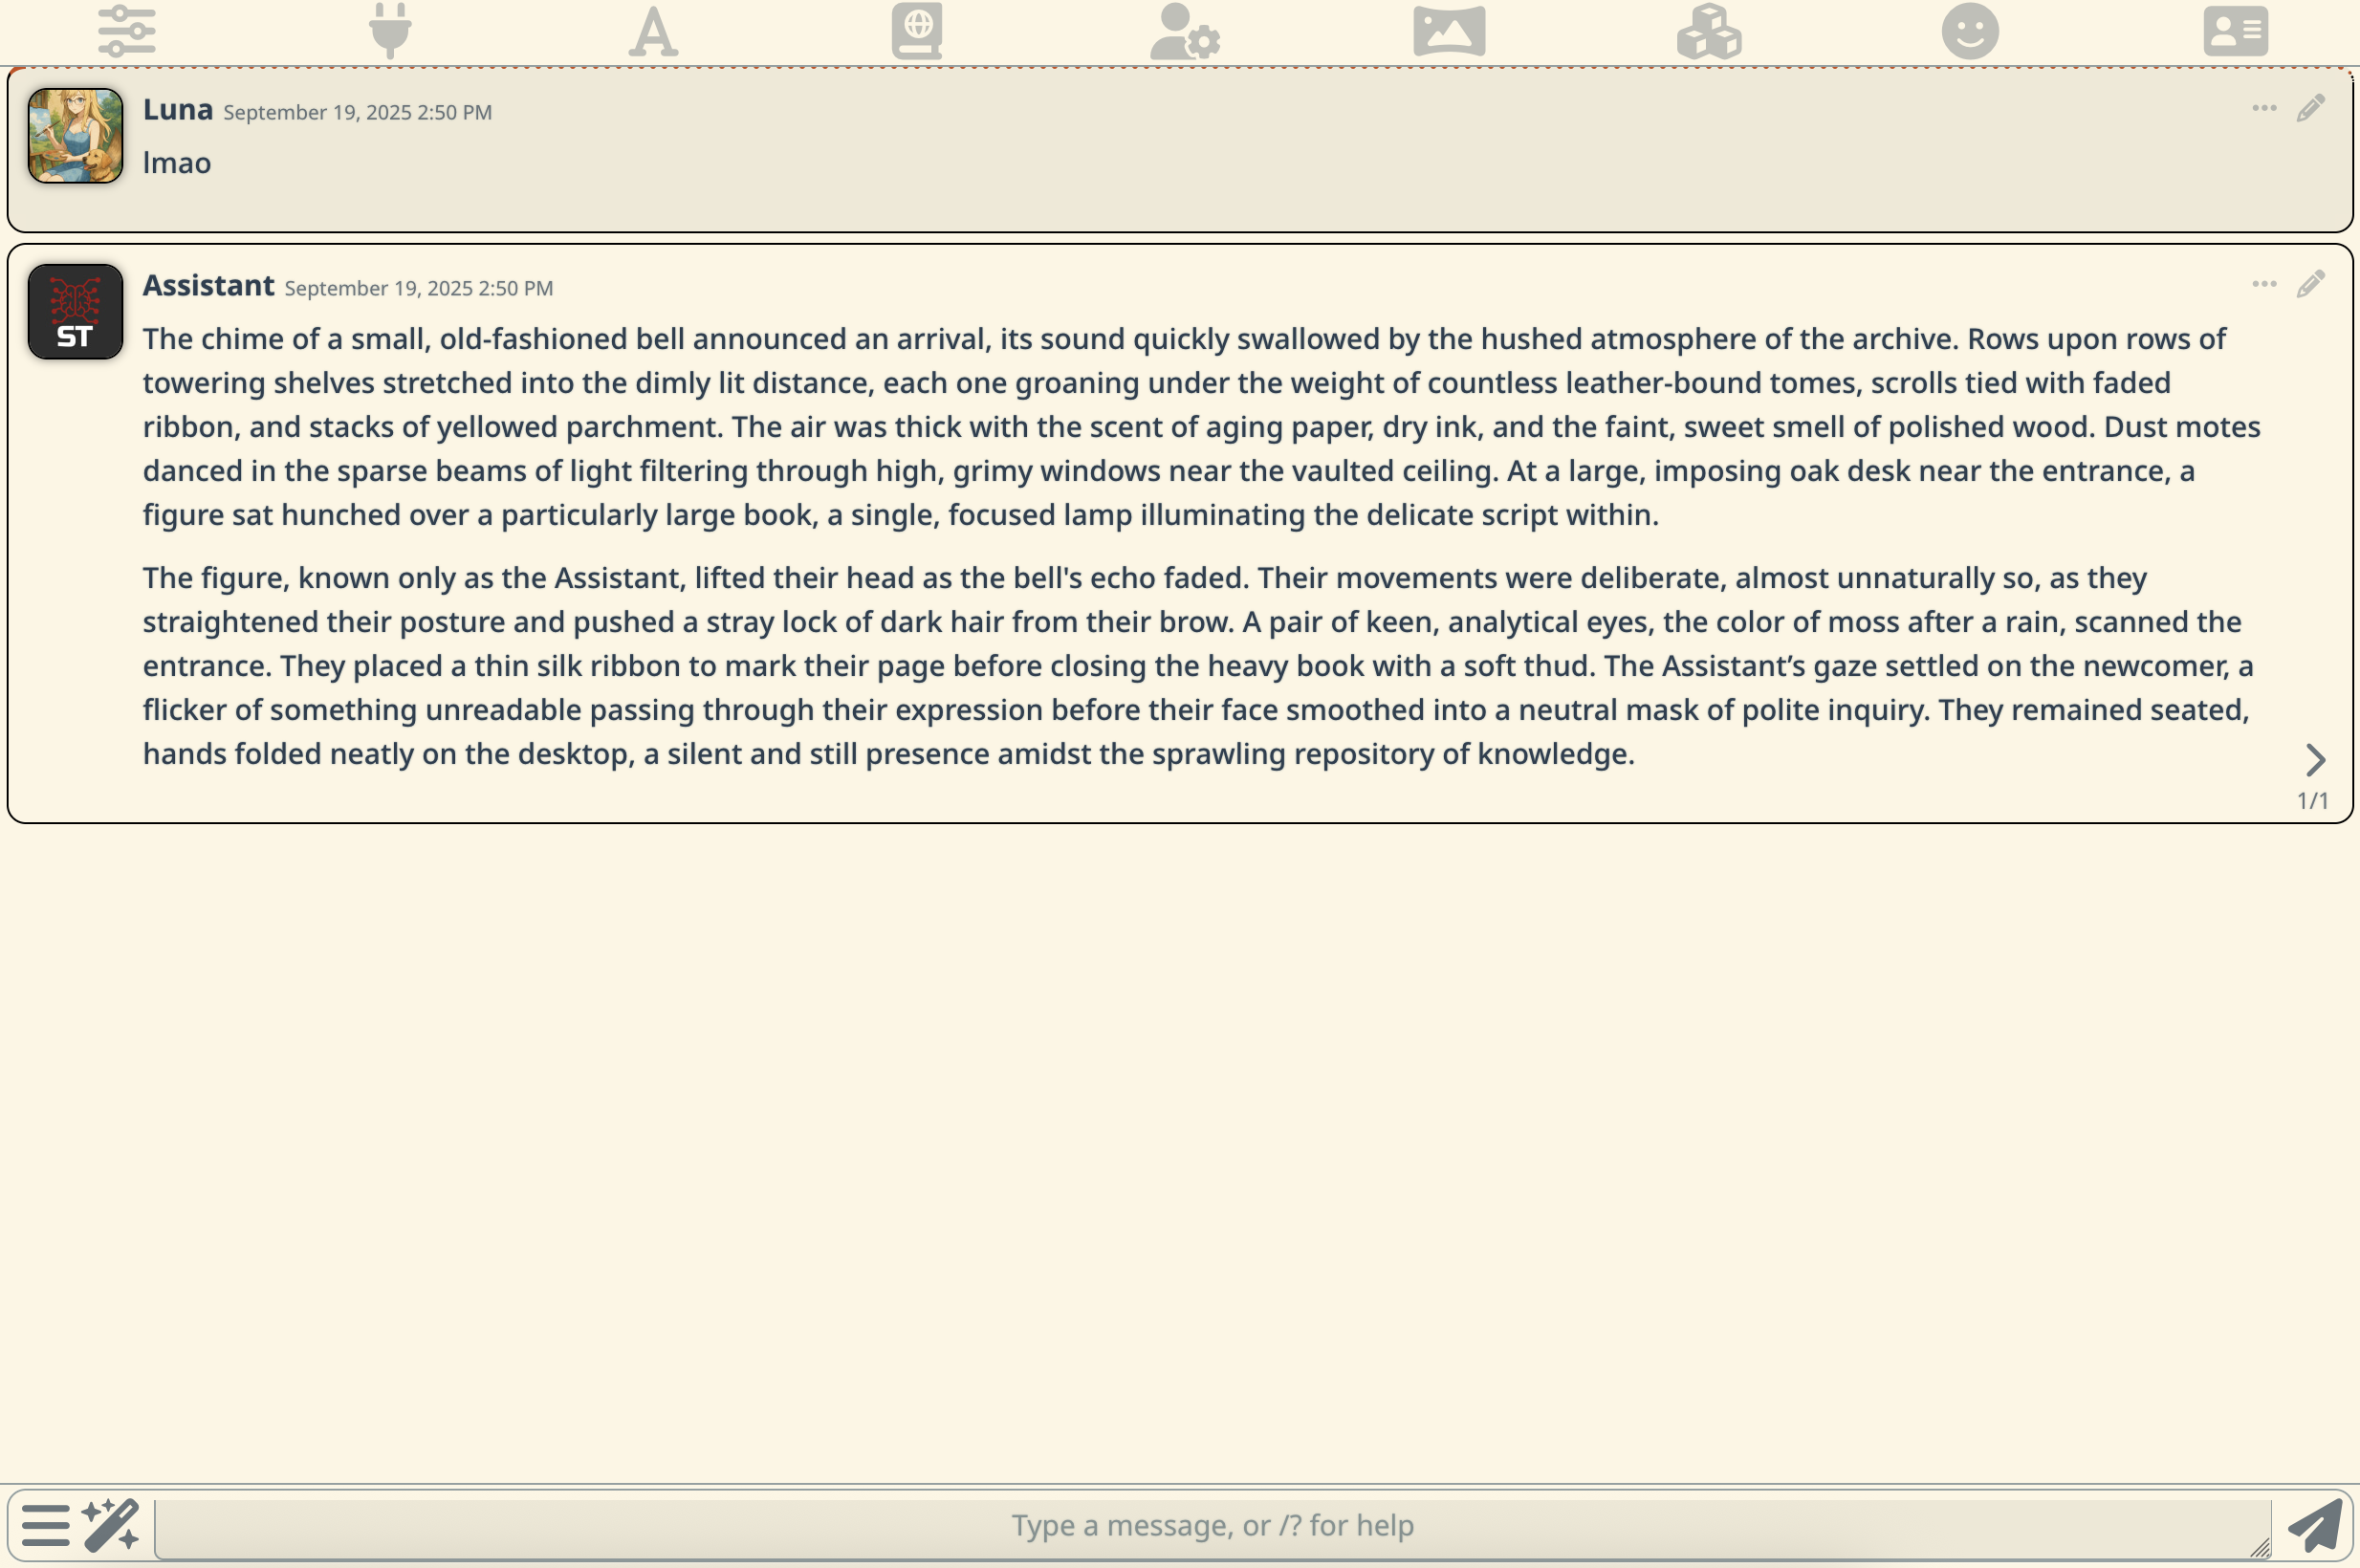 Luna September 19, 2025 2:50 PM
lmao
Assistant September 19, 2025 2:50 PM
ST
The chime of a small, old-fashioned bell announced an arrival, its sound quickly swallowed by the hushed atmosphere of the archive. Rows upon rows of
towering shelves stretched into the dimly lit distance, each one groaning under the weight of countless leather-bound tomes, scrolls tied with faded
ribbon, and stacks of yellowed parchment. The air was thick with the scent of aging paper, dry ink, and the faint, sweet smell of polished wood. Dust motes
danced in the sparse beams of light filtering through high, grimy windows near the vaulted ceiling. At a large, imposing oak desk near the entrance, a
figure sat hunched over a particularly large book, a single, focused lamp illuminating the delicate script within.
The figure, known only as the Assistant, lifted their head as the bell's echo faded. Their movements were deliberate, almost unnaturally so, as they
straightened their posture and pushed a stray lock of dark hair from their brow. A pair of keen, analytical eyes, the color of moss after a rain, scanned the
entrance. They placed a thin silk ribbon to mark their page before closing the heavy book with a soft thud. The Assistant’s gaze settled on the newcomer, a
flicker of something unreadable passing through their expression before their face smoothed into a neutral mask of polite inquiry. They remained seated,
hands folded neatly on the desktop, a silent and still presence amidst the sprawling repository of knowledge.
1/1
Type a message, or /? for help